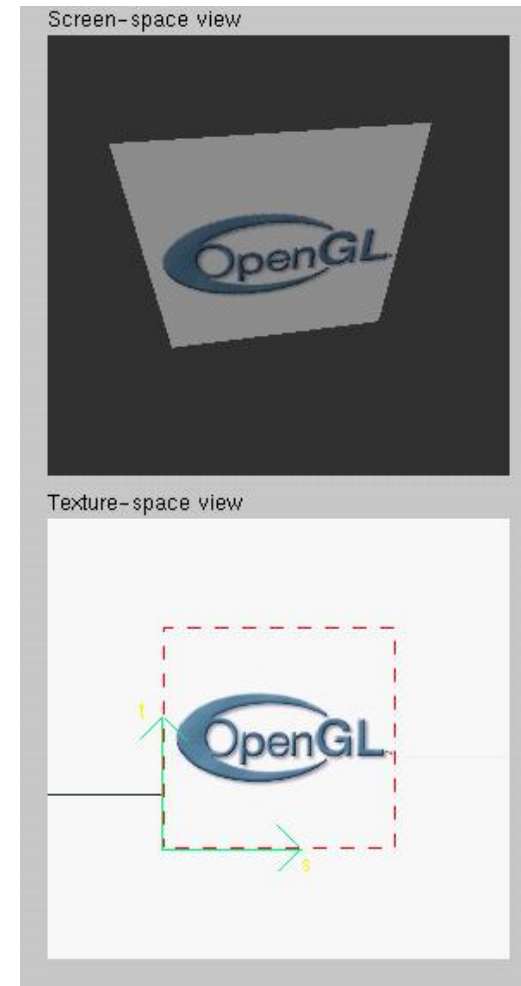 Screen-space view
OpenGL
Texture-space view
t
OpenGL
s